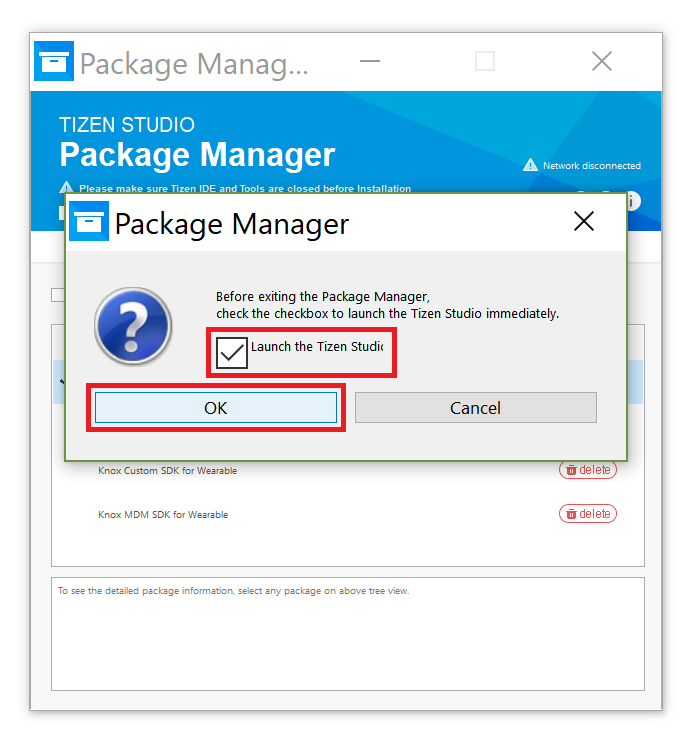 Package Manag...
TIZEN STUDIO
Package Manager
Network disconnected
Please make sure Tizen IDE and Tools are closed before Installation
Package Manager
Before exiting the Package Manager,
check the checkbox to launch the Tizen Studio immediately.
Launch the Tizen Studio
OK
Cancel
Knox Custom SDK for Wearable
delete
Knox MDM SDK for Wearable
delete
To see the detailed package information, select any package on above tree view.